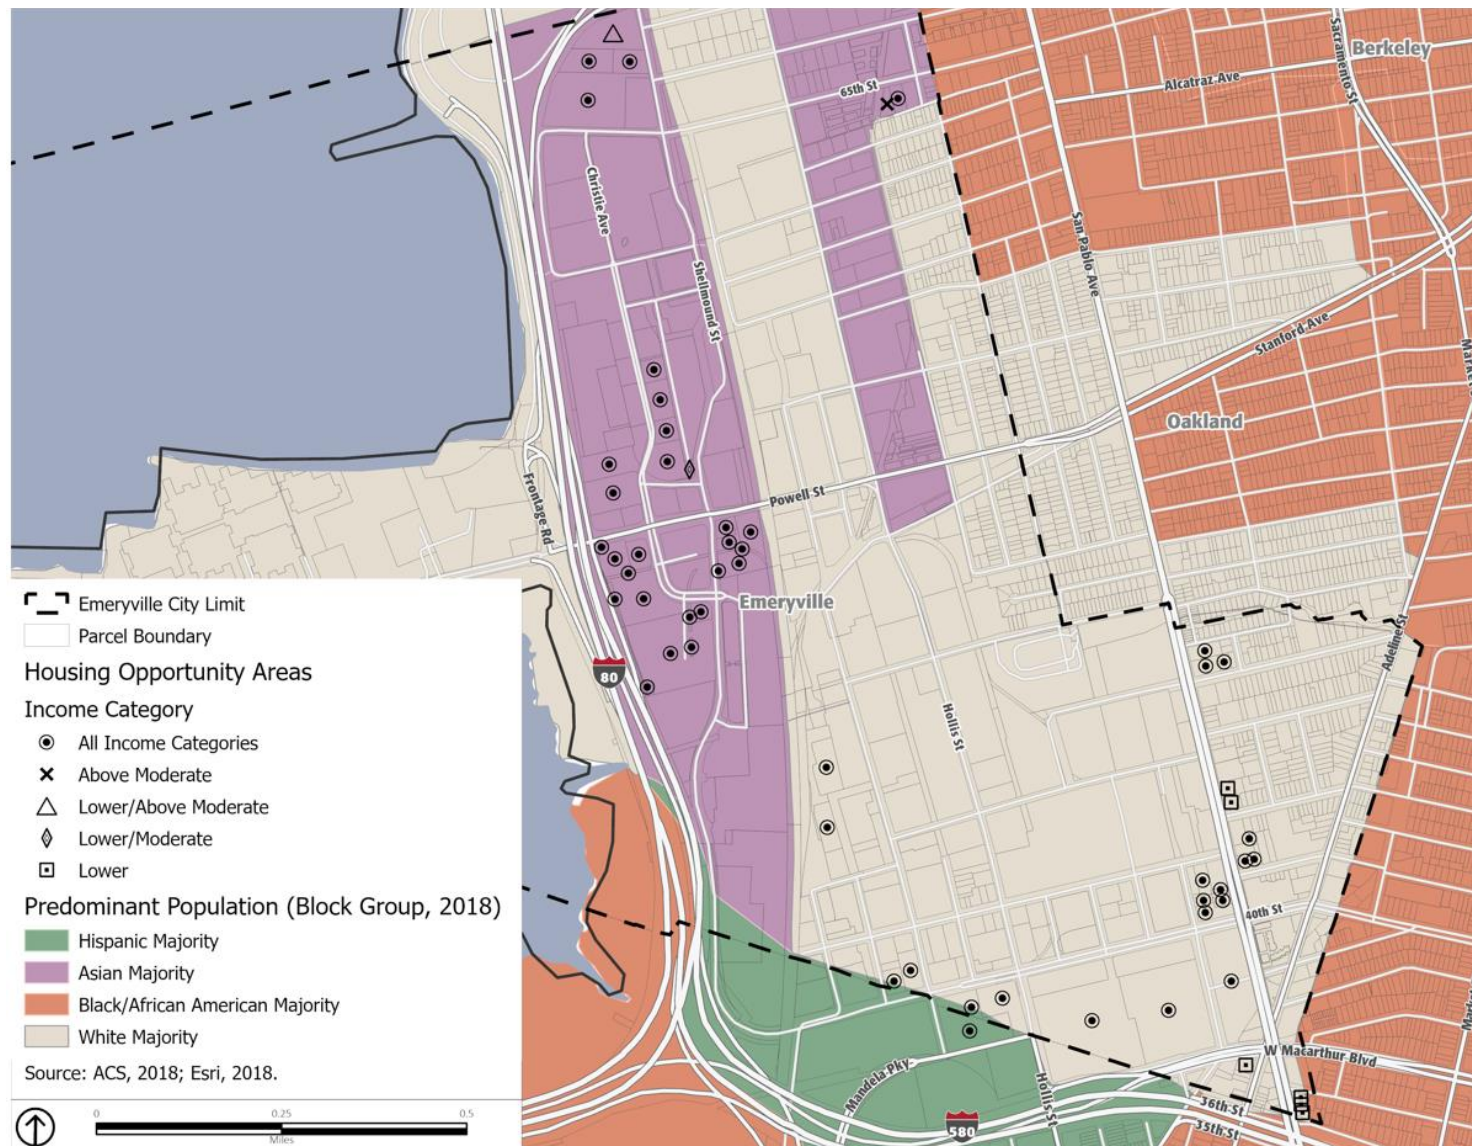 Berkeley
Sacramento St
Alcatraz Ave
65th St
Christie Ave
Shellmound St
San Pablo Ave
Stanford Ave
Oakland
Powell St
Frontage Rd
Emeryville
Adeline St
80
Hollis St
40th St
W Macarthur Blvd
Mandela Pky
Hollis St
36th St
35th St
580
Emeryville City Limit
Parcel Boundary
Housing Opportunity Areas
Income Category
All Income Categories
Above Moderate
Lower/Above Moderate
Lower/Moderate
Lower
Predominant Population (Block Group, 2018)
Hispanic Majority
Asian Majority
Black/African American Majority
White Majority
Source: ACS, 2018; Esri, 2018.
0 0.25 0.5
Miles